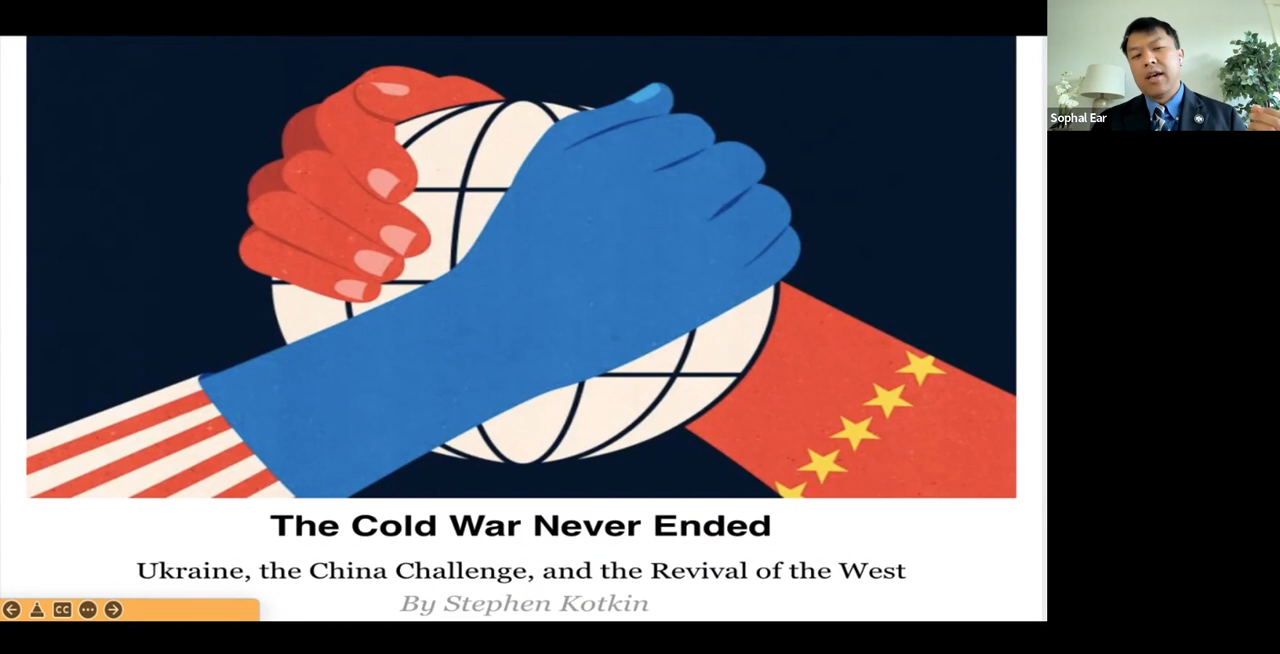 Sophal Ear
The Cold War Never Ended
Ukraine, the China Challenge, and the Revival of the West
By Stephen Kotkin
CC